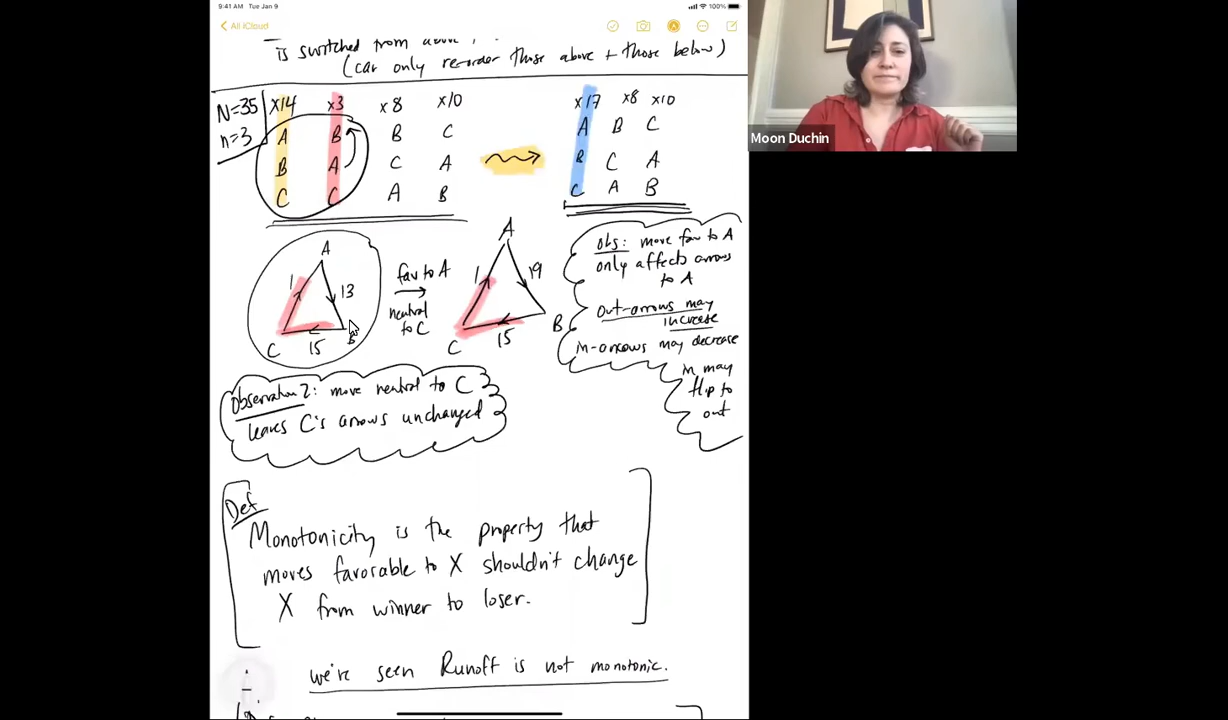 9:41 AM Tue Jan 9
100%
All iCloud
is switched from above
(can only re-order those above + those below)
N=35
n=3
x14 x3 x8 x10
A B B C
B A C A
C C A B
x17 x8 x10
A B C
B C A
C A B
A
1 13
C 15 B
fav to A
neutral to C
A
1 19
C 15 B
obs: move fav to A
only affects arrows
to A
out-arrows may
increase
in-arrows may decrease
in may
flip to
out
Observation 2: move neutral to C
leaves C's arrows unchanged
Def
Monotonicity is the property that
moves favorable to X shouldn't change
X from winner to loser.
we've seen Runoff is not monotonic.
Moon Duchin